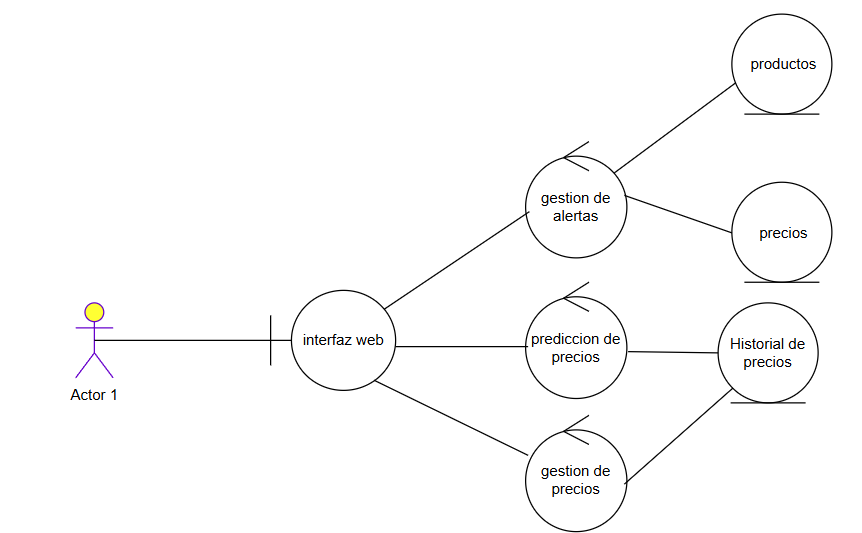 productos
gestion de
alertas
precios
interfaz web
prediccion de
precios
Historial de
precios
Actor 1
gestion de
precios